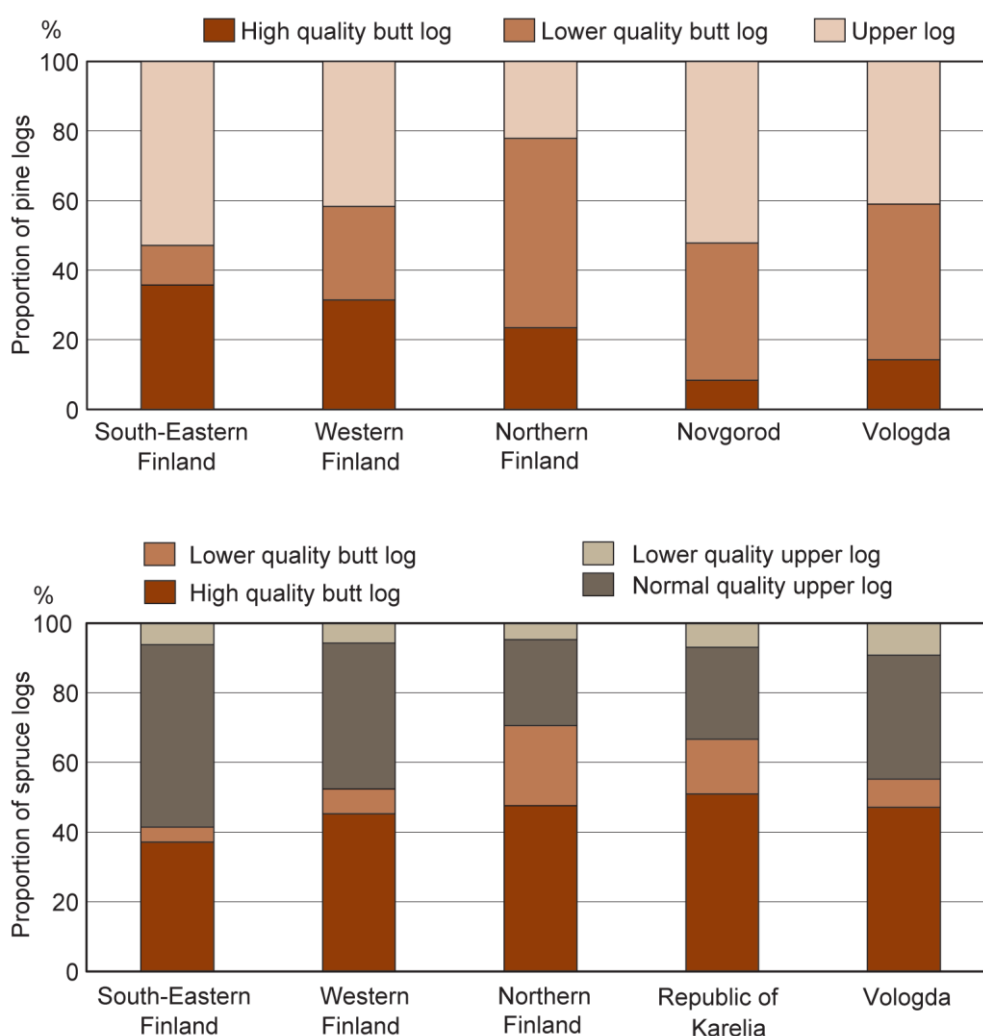 %
High quality butt log
Lower quality butt log
Upper log
Proportion of pine logs
100
80
60
40
20
0
South-Eastern
Finland
Western
Finland
Northern
Finland
Novgorod
Vologda
Lower quality butt log
Lower quality upper log
High quality butt log
Normal quality upper log
%
Proportion of spruce logs
100
80
60
40
20
0
South-Eastern
Finland
Western
Finland
Northern
Finland
Republic of
Karelia
Vologda